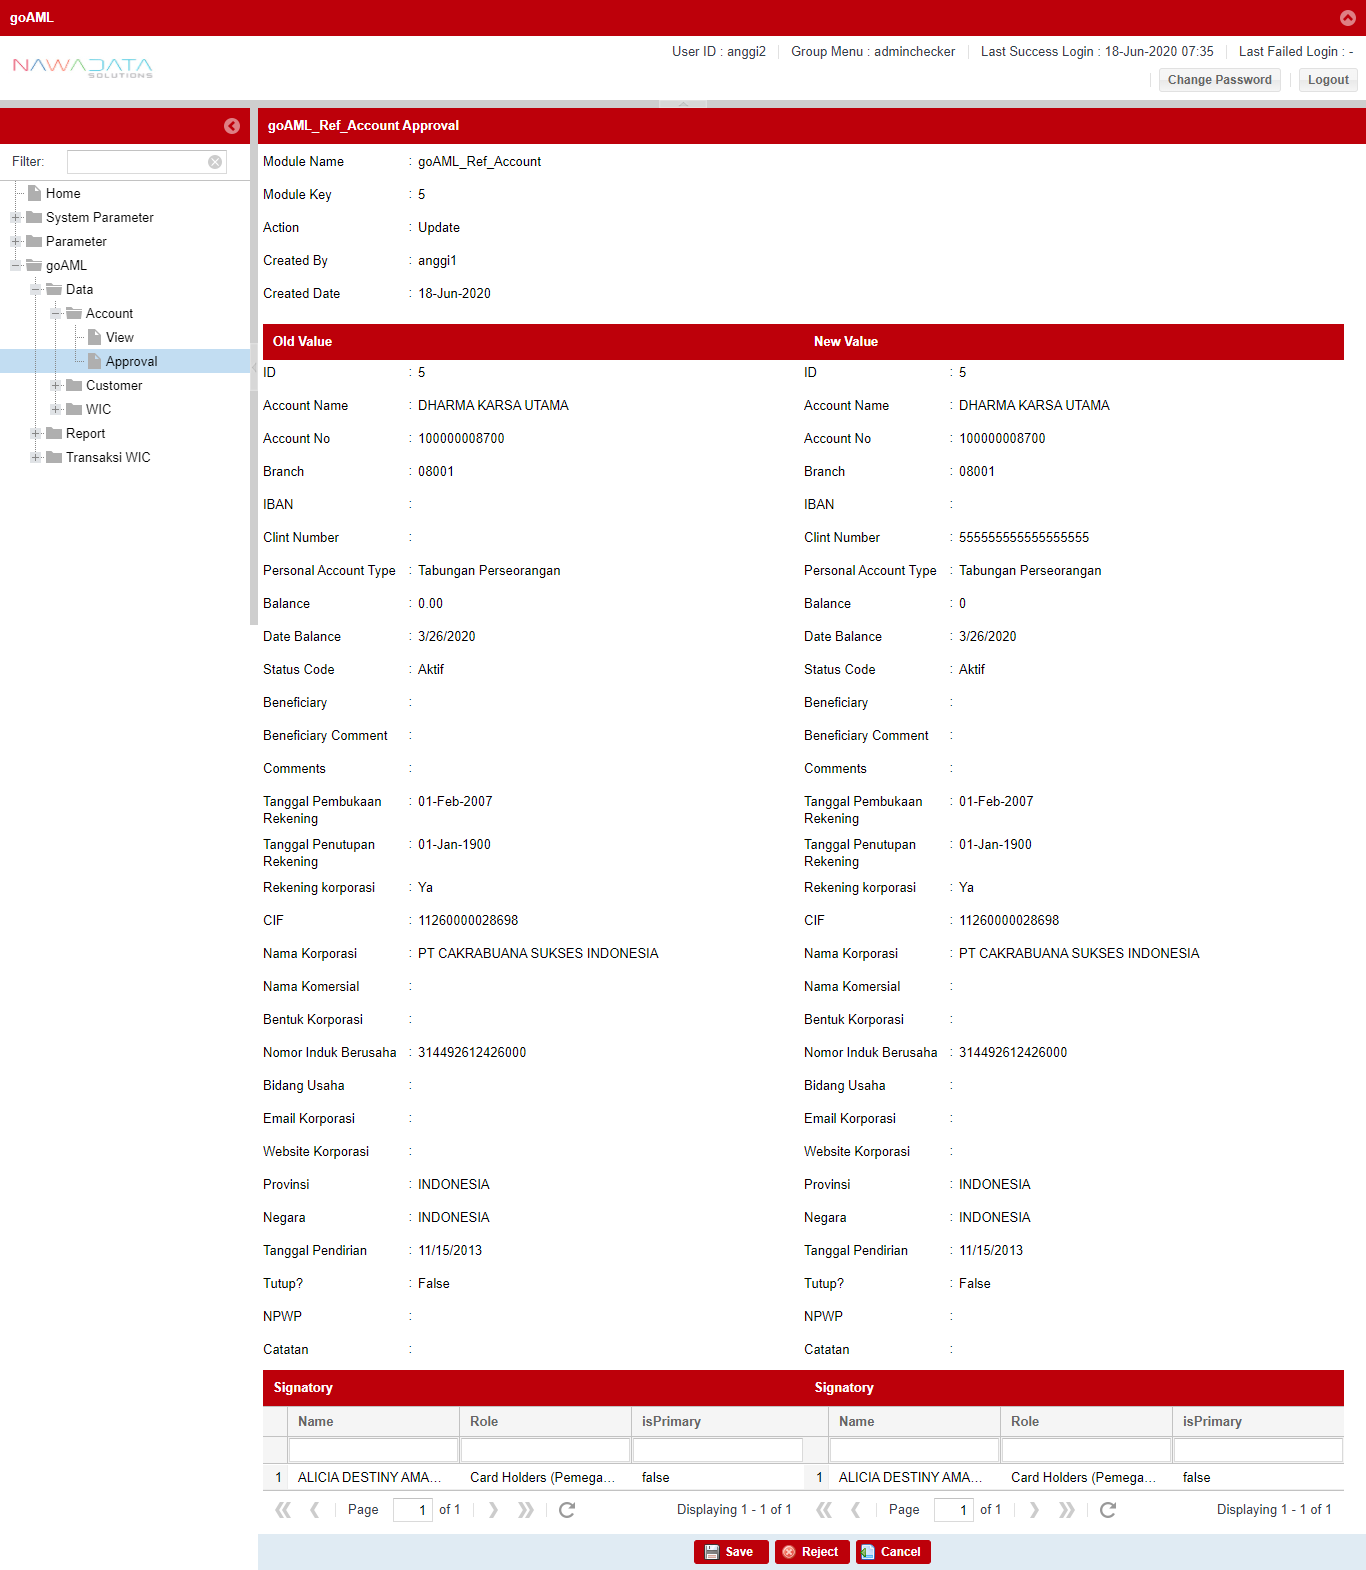 goAML
NAWADATA
SOLUTIONS
User ID : anggi2 Group Menu : adminchecker Last Success Login : 18-Jun-2020 07:35 Last Failed Login : -
Change Password Logout
Filter:
Home
System Parameter
Parameter
goAML
Data
Account
View
Approval
Customer
WIC
Report
Transaksi WIC
goAML_Ref_Account Approval
Module Name : goAML_Ref_Account
Module Key : 5
Action : Update
Created By : anggi1
Created Date : 18-Jun-2020
Old Value New Value
ID : 5 ID : 5
Account Name : DHARMA KARSA UTAMA Account Name : DHARMA KARSA UTAMA
Account No : 100000008700 Account No : 100000008700
Branch : 08001 Branch : 08001
IBAN : IBAN :
Clint Number : Clint Number : 555555555555555555
Personal Account Type : Tabungan Perseorangan Personal Account Type : Tabungan Perseorangan
Balance : 0.00 Balance : 0
Date Balance : 3/26/2020 Date Balance : 3/26/2020
Status Code : Aktif Status Code : Aktif
Beneficiary : Beneficiary :
Beneficiary Comment : Beneficiary Comment :
Comments : Comments :
Tanggal Pembukaan : 01-Feb-2007 Tanggal Pembukaan : 01-Feb-2007
Rekening Rekening
Tanggal Penutupan : 01-Jan-1900 Tanggal Penutupan : 01-Jan-1900
Rekening Rekening
Rekening korporasi : Ya Rekening korporasi : Ya
CIF : 11260000028698 CIF : 11260000028698
Nama Korporasi : PT CAKRABUANA SUKSES INDONESIA Nama Korporasi : PT CAKRABUANA SUKSES INDONESIA
Nama Komersial : Nama Komersial :
Bentuk Korporasi : Bentuk Korporasi :
Nomor Induk Berusaha : 314492612426000 Nomor Induk Berusaha : 314492612426000
Bidang Usaha : Bidang Usaha :
Email Korporasi : Email Korporasi :
Website Korporasi : Website Korporasi :
Provinsi : INDONESIA Provinsi : INDONESIA
Negara : INDONESIA Negara : INDONESIA
Tanggal Pendirian : 11/15/2013 Tanggal Pendirian : 11/15/2013
Tutup? : False Tutup? : False
NPWP : NPWP :
Catatan : Catatan :
Signatory Signatory
Name Role isPrimary Name Role isPrimary
1 ALICIA DESTINY AMA... Card Holders (Pemega... false 1 ALICIA DESTINY AMA... Card Holders (Pemega... false
Page 1 of 1 Displaying 1 - 1 of 1 Page 1 of 1 Displaying 1 - 1 of 1
Save Reject Cancel